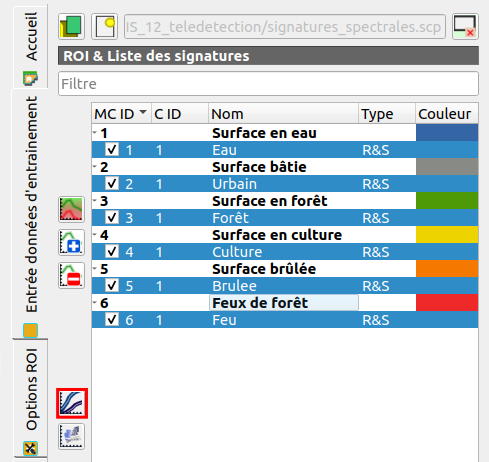 IS_12_teledetection/signatures_spectrales.scp
ROI & Liste des signatures
Filtre
MC ID C ID Nom Type Couleur
1 Surface en eau
1 1 Eau R&S
2 Surface bâtie
2 1 Urbain R&S
3 Surface en forêt
3 1 Forêt R&S
4 Surface en culture
4 1 Culture R&S
5 Surface brûlée
5 1 Brulee R&S
6 Feux de forêt
6 1 Feu R&S
Accueil
Entrée données d'entrainement
Options ROI